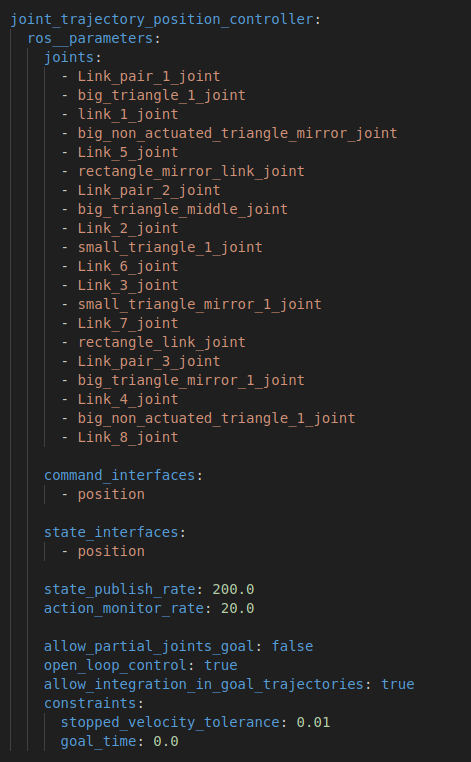 joint_trajectory_position_controller:
ros__parameters:
joints:
- Link_pair_1_joint
- big_triangle_1_joint
- link_1_joint
- big_non_actuated_triangle_mirror_joint
- Link_5_joint
- rectangle_mirror_link_joint
- Link_pair_2_joint
- big_triangle_middle_joint
- Link_2_joint
- small_triangle_1_joint
- Link_6_joint
- Link_3_joint
- small_triangle_mirror_1_joint
- Link_7_joint
- rectangle_link_joint
- Link_pair_3_joint
- big_triangle_mirror_1_joint
- Link_4_joint
- big_non_actuated_triangle_1_joint
- Link_8_joint
command_interfaces:
- position
state_interfaces:
- position
state_publish_rate: 200.0
action_monitor_rate: 20.0
allow_partial_joints_goal: false
open_loop_control: true
allow_integration_in_goal_trajectories: true
constraints:
stopped_velocity_tolerance: 0.01
goal_time: 0.0